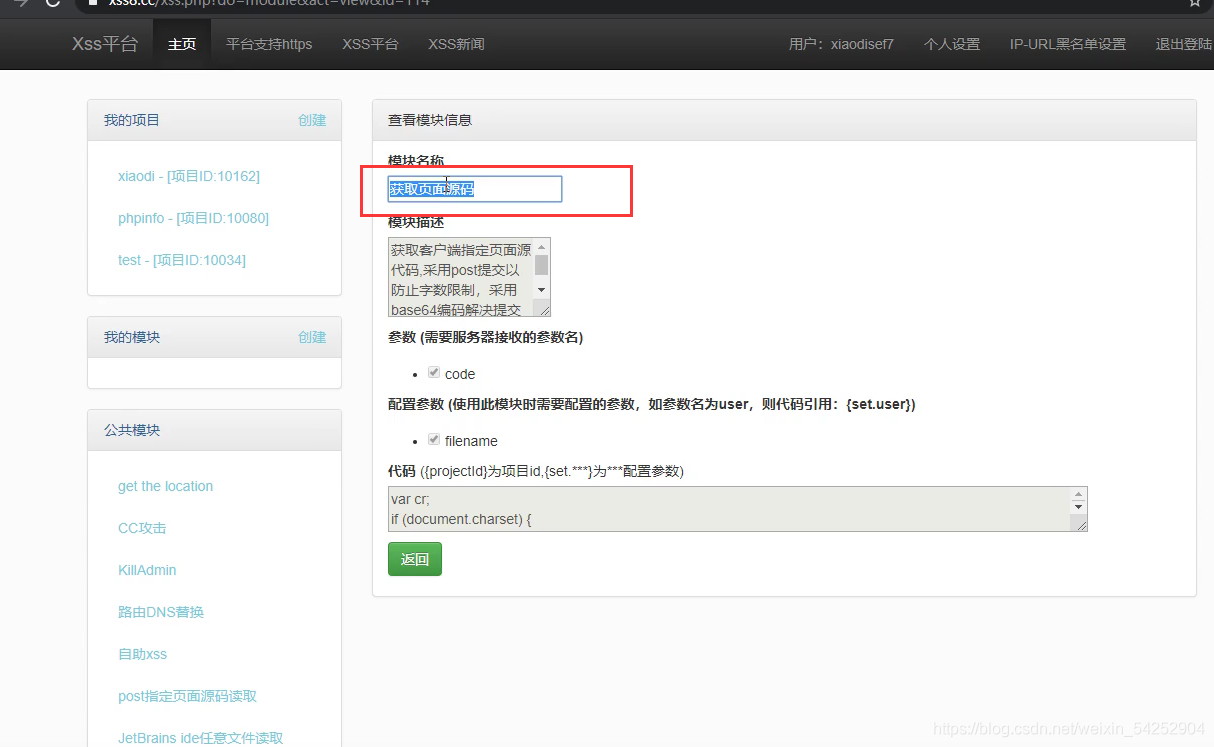 xss8.cc/xss.php?do=module&act=view&id=114
Xss平台 主页 平台支持https XSS平台 XSS新闻 用户：xiaodisef7 个人设置 IP-URL黑名单设置 退出登陆
我的项目 创建
xiaodi - [项目ID:10162]
phpinfo - [项目ID:10080]
test - [项目ID:10034]
我的模块 创建
公共模块
get the location
CC攻击
KillAdmin
路由DNS替换
自助xss
post指定页面源码读取
JetBrains ide任意文件读取
查看模块信息
模块名称
获取页面源码
模块描述
获取客户端指定页面源
代码,采用post提交以
防止字数限制，采用
base64编码解决提交
参数 (需要服务器接收的参数名)
code
配置参数 (使用此模块时需要配置的参数，如参数名为user，则代码引用：{set.user})
filename
代码 ({projectId}为项目id,{set.***}为***配置参数)
var cr;
if (document.charset) {
返回
https://blog.csdn.net/weixin_54252904